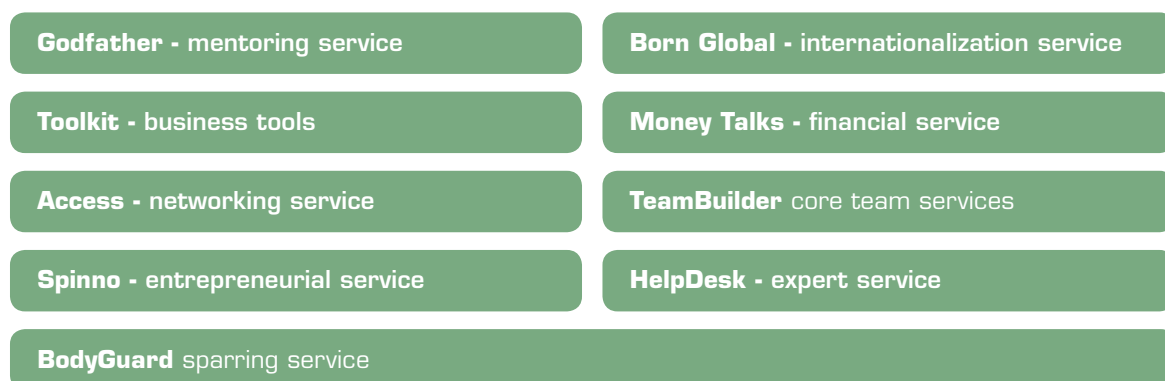 Godfather - mentoring service
Born Global - internationalization service
Toolkit - business tools
Money Talks - financial service
Access - networking service
TeamBuilder core team services
Spinno - entrepreneurial service
HelpDesk - expert service
BodyGuard sparring service